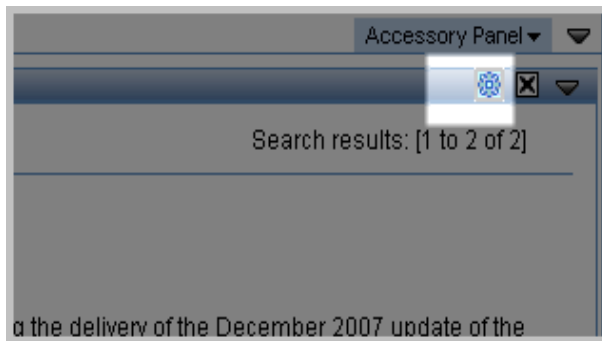 Accessory Panel
Search results: [1 to 2 of 2]
g the delivery of the December 2007 update of the